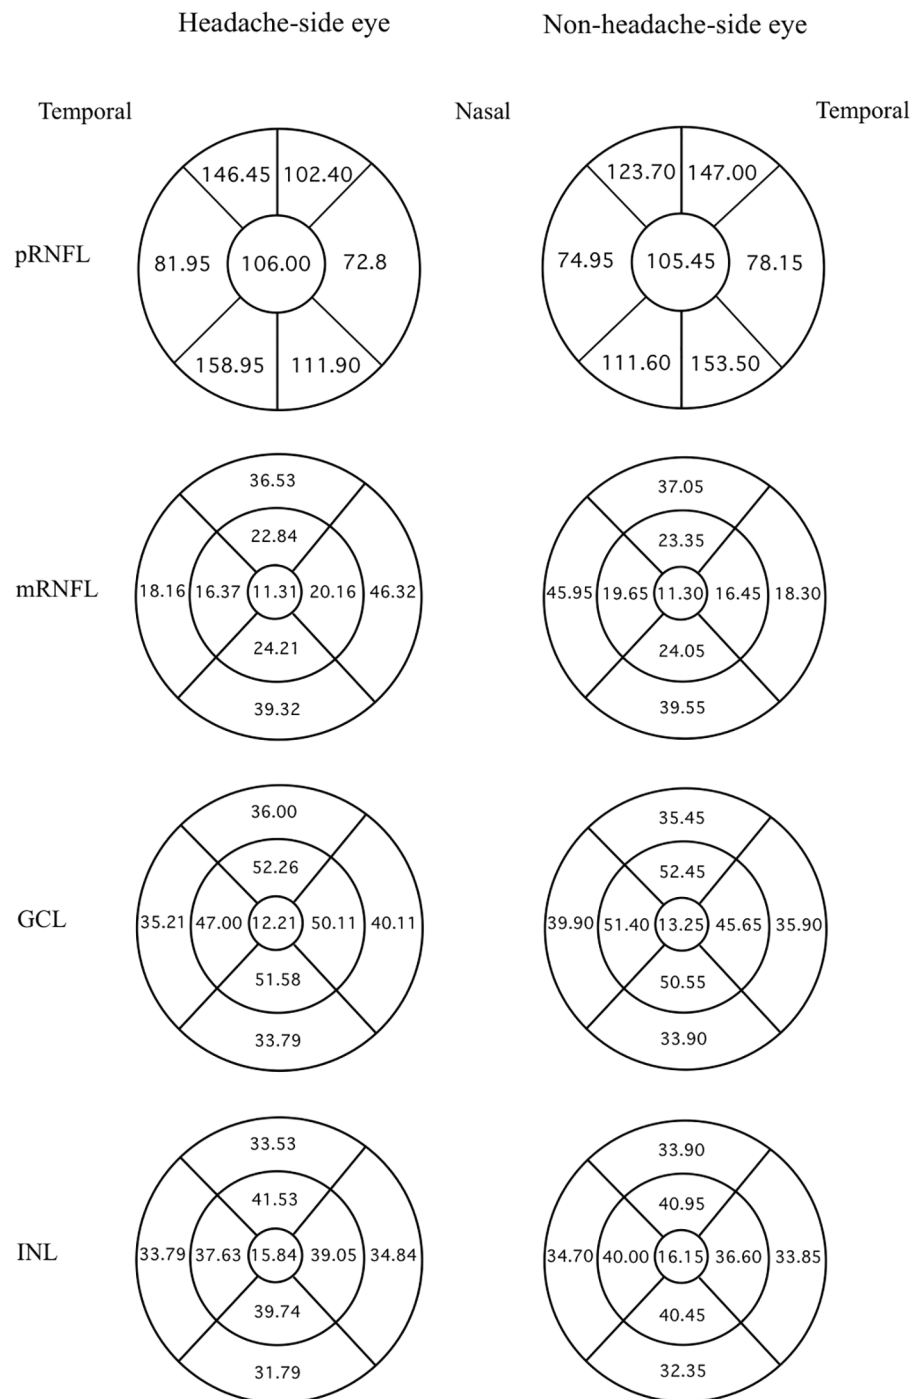 Headache-side eye Non-headache-side eye
Temporal Nasal Temporal
146.45 102.40 123.70 147.00
pRNFL 81.95 106.00 72.8 74.95 105.45 78.15
158.95 111.90 111.60 153.50
36.53 37.05
22.84 23.35
mRNFL 18.16 16.37 11.31 20.16 46.32 45.95 19.65 11.30 16.45 18.30
24.21 24.05
39.32 39.55
36.00 35.45
52.26 52.45
GCL 35.21 47.00 12.21 50.11 40.11 39.90 51.40 13.25 45.65 35.90
51.58 50.55
33.79 33.90
33.53 33.90
41.53 40.95
INL 33.79 37.63 15.84 39.05 34.84 34.70 40.00 16.15 36.60 33.85
39.74 40.45
31.79 32.35